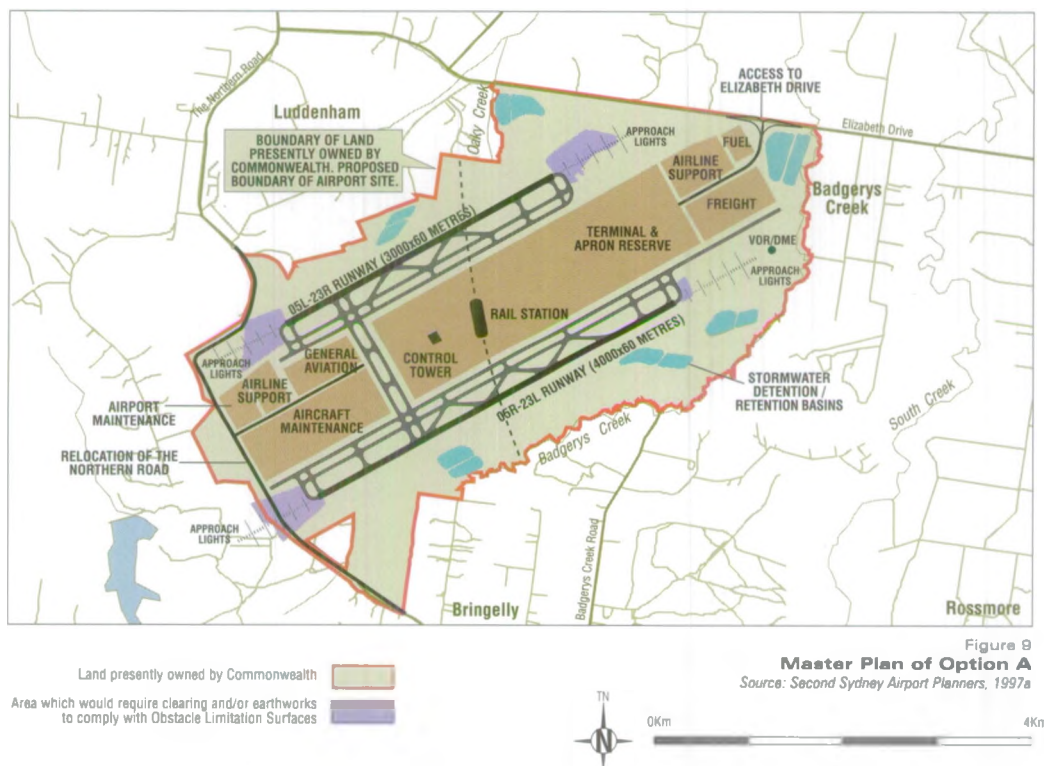 The Northern Road
Luddenham
Oaky Creek
BOUNDARY OF LAND
PRESENTLY OWNED BY
COMMONWEALTH. PROPOSED
BOUNDARY OF AIRPORT SITE.
APPROACH
LIGHTS
ACCESS TO
ELIZABETH DRIVE
Elizabeth Drive
FUEL
AIRLINE
SUPPORT
FREIGHT
Badgerys
Creek
TERMINAL &
APRON RESERVE
VOR/DME
APPROACH
LIGHTS
05L-23R RUNWAY (3000x60 METRES)
RAIL STATION
CONTROL
TOWER
GENERAL
AVIATION
APPROACH
LIGHTS
AIRLINE
SUPPORT
AIRCRAFT
MAINTENANCE
05R-23L RUNWAY (4000x60 METRES)
AIRPORT
MAINTENANCE
RELOCATION OF THE
NORTHERN ROAD
STORMWATER
DETENTION /
RETENTION BASINS
South Creek
Badgerys Creek
APPROACH
LIGHTS
Badgerys Creek Road
Bringelly
Rossmore
Figure 9
Master Plan of Option A
Source: Second Sydney Airport Planners, 1997a
Land presently owned by Commonwealth
Area which would require clearing and/or earthworks
to comply with Obstacle Limitation Surfaces
TN
N
0Km
4Km